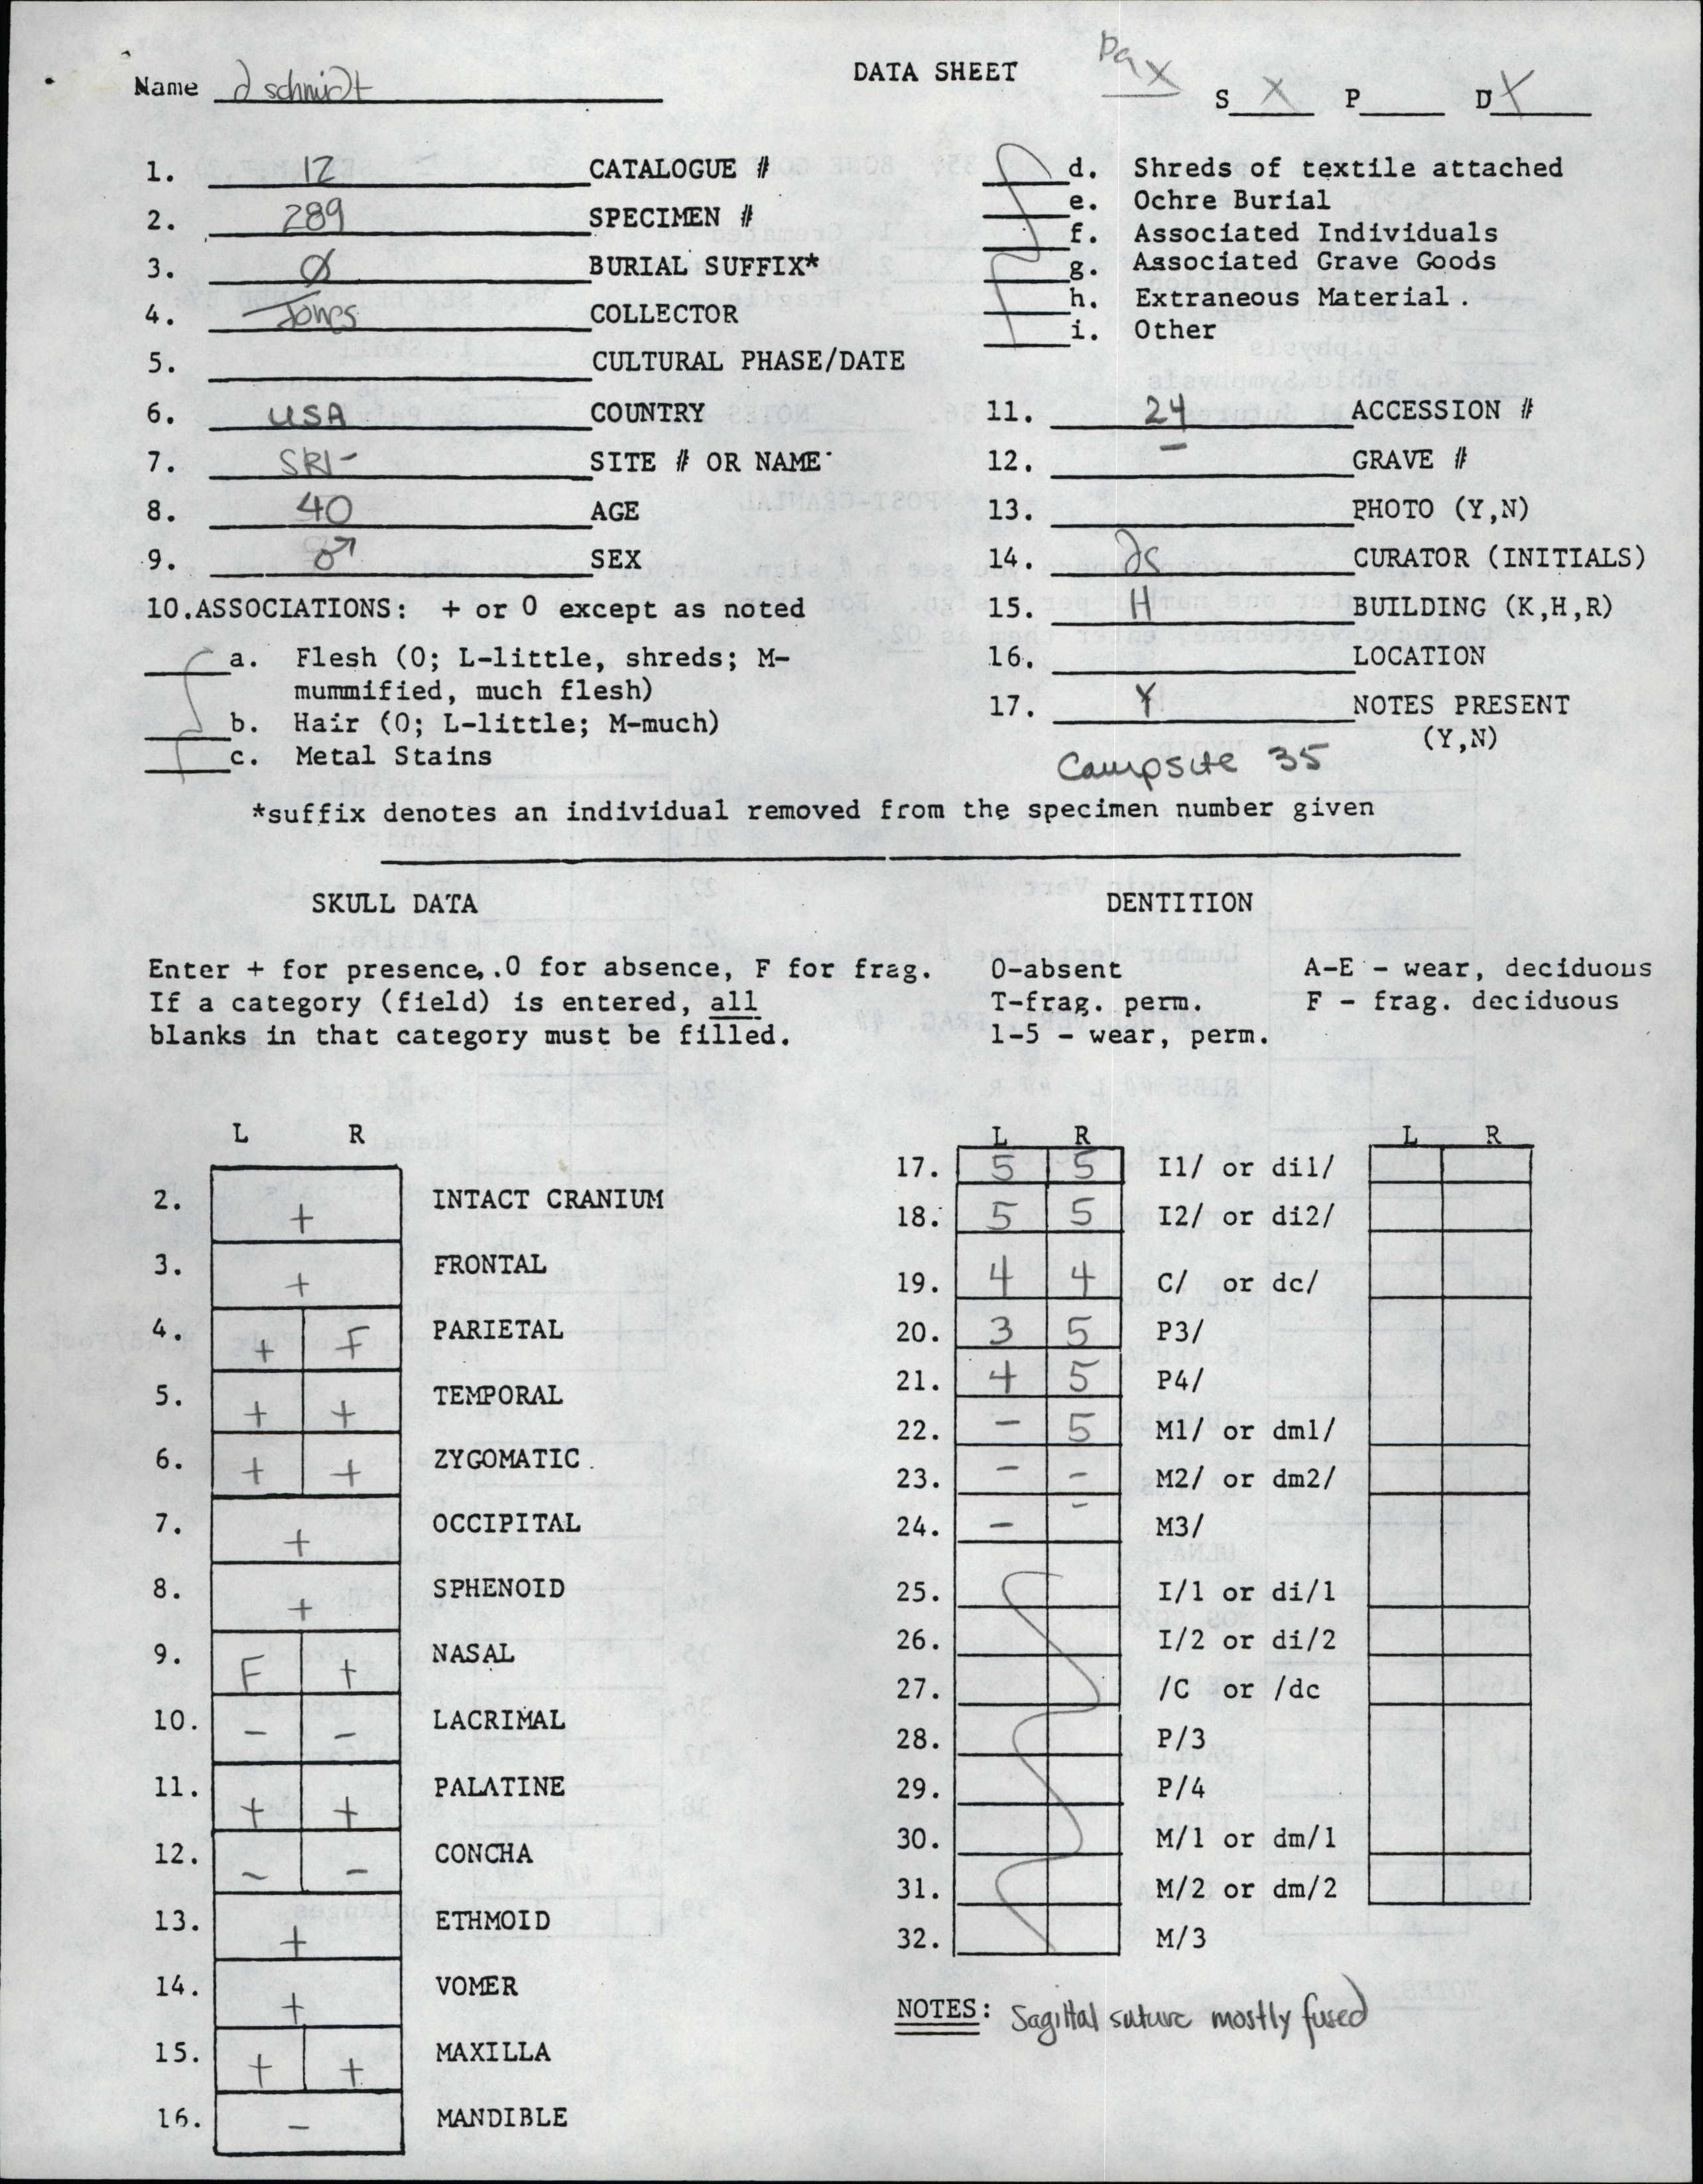 DATA SHEET
Name d schmidt
Pa X
S X P D X
1. 12 CATALOGUE #
2. 289 SPECIMEN #
3. Ø BURIAL SUFFIX*
4. Jones COLLECTOR
5. CULTURAL PHASE/DATE
6. USA COUNTRY
7. SRI- SITE # OR NAME
8. 40 AGE
9. ♂ SEX
10. ASSOCIATIONS: + or 0 except as noted
a. Flesh (0; L-little, shreds; M-
mummified, much flesh)
b. Hair (0; L-little; M-much)
c. Metal Stains
d. Shreds of textile attached
e. Ochre Burial
f. Associated Individuals
g. Associated Grave Goods
h. Extraneous Material.
i. Other
11. 24 ACCESSION #
12. - GRAVE #
13. PHOTO (Y,N)
14. ds CURATOR (INITIALS)
15. H BUILDING (K,H,R)
16. LOCATION
17. Y NOTES PRESENT
(Y,N)
Campsite 35
*suffix denotes an individual removed from the specimen number given
SKULL DATA
Enter + for presence, 0 for absence, F for frag.
If a category (field) is entered, all
blanks in that category must be filled.
L R
2. + INTACT CRANIUM
3. + FRONTAL
4. + F PARIETAL
5. + + TEMPORAL
6. + + ZYGOMATIC
7. + OCCIPITAL
8. + SPHENOID
9. F + NASAL
10. - - LACRIMAL
11. + + PALATINE
12. - - CONCHA
13. + ETHMOID
14. + VOMER
15. + + MAXILLA
16. - MANDIBLE
DENTITION
0-absent A-E - wear, deciduous
T-frag. perm. F - frag. deciduous
1-5 - wear, perm.
L R L R
17. 5 5 I1/ or di1/
18. 5 5 I2/ or di2/
19. 4 4 C/ or dc/
20. 3 5 P3/
21. 4 5 P4/
22. - 5 M1/ or dm1/
23. - - M2/ or dm2/
24. - - M3/
25. I/1 or di/1
26. I/2 or di/2
27. /C or /dc
28. P/3
29. P/4
30. M/1 or dm/1
31. M/2 or dm/2
32. M/3
NOTES: Sagittal suture mostly fused